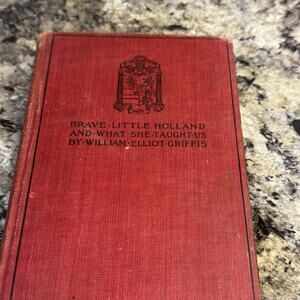 BRAVE·LITTLE·HOLLAND
AND·WHAT·SHE·TAUGHT·US
BY·WILLIAM·ELLIOT·GRIFFIS